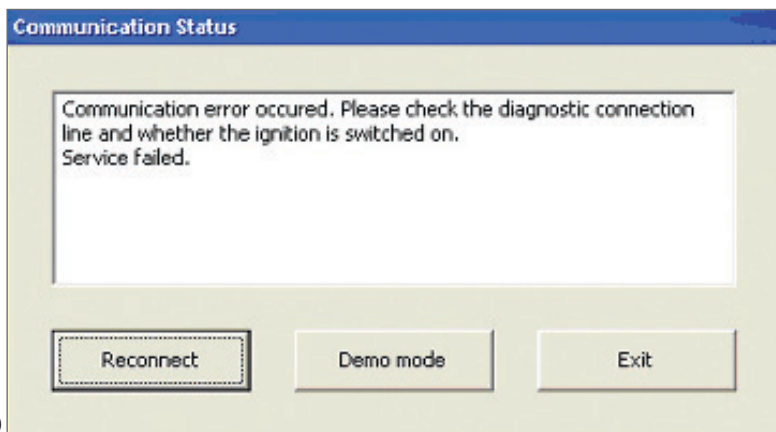 Communication Status
Communication error occured. Please check the diagnostic connection
line and whether the ignition is switched on.
Service failed.
Reconnect Demo mode Exit